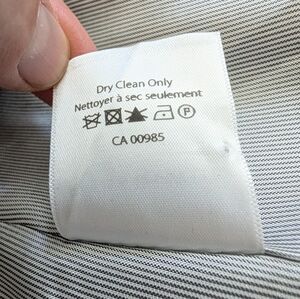 Dry Clean Only
Nettoyer à sec seulement
P
CA 00985